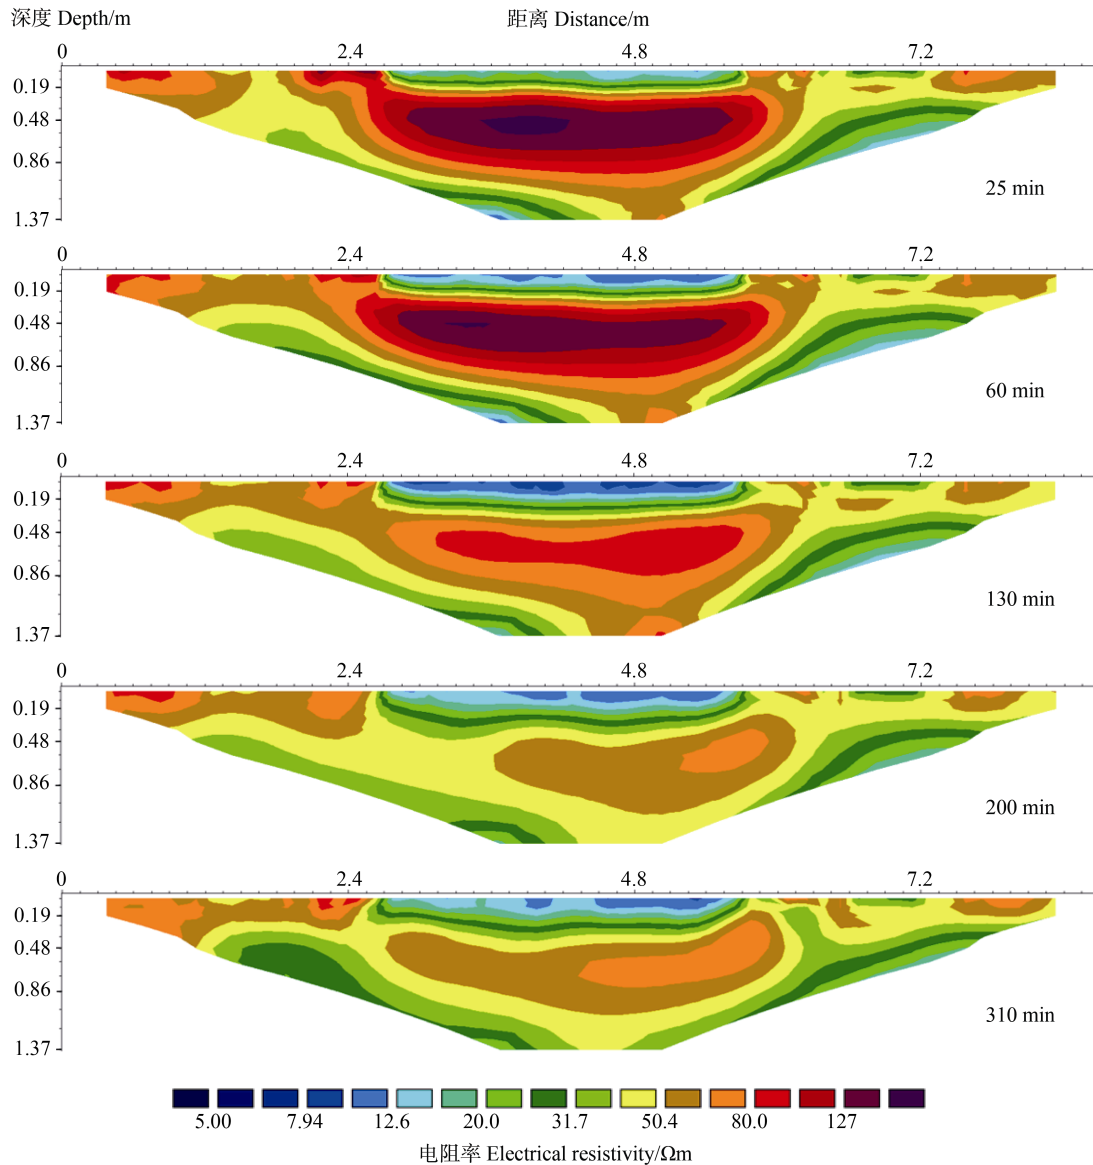 深度 Depth/m
距离 Distance/m
0 2.4 4.8 7.2
0.19
0.48
0.86
1.37
25 min
0 2.4 4.8 7.2
0.19
0.48
0.86
1.37
60 min
0 2.4 4.8 7.2
0.19
0.48
0.86
1.37
130 min
0 2.4 4.8 7.2
0.19
0.48
0.86
1.37
200 min
0 2.4 4.8 7.2
0.19
0.48
0.86
1.37
310 min
5.00 7.94 12.6 20.0 31.7 50.4 80.0 127
电阻率 Electrical resistivity/Ωm